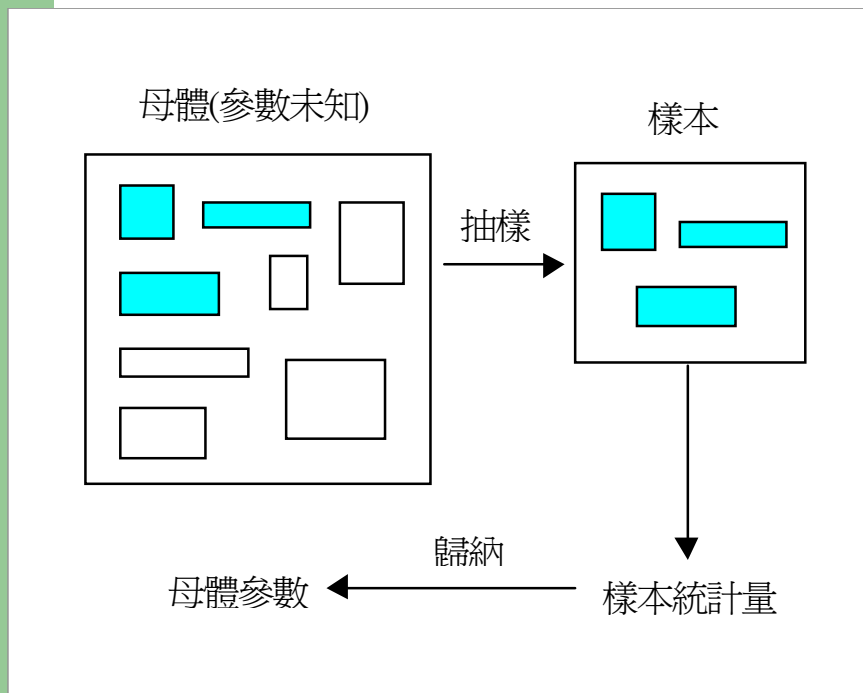 母體(參數未知)
樣本
抽樣
歸納
母體參數
樣本統計量